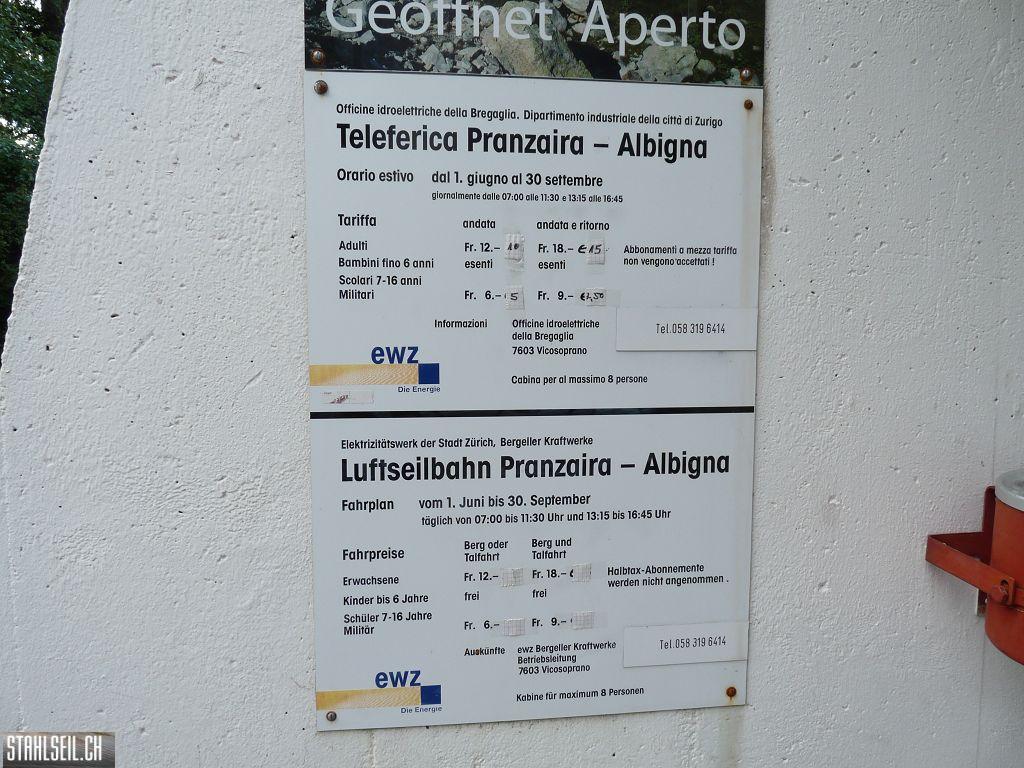 Geöffnet Aperto
Officine idroelettriche della Bregaglia. Dipartimento industriale della città di Zurigo
Teleferica Pranzaira – Albigna
Orario estivo dal 1. giugno al 30 settembre
giornalmente dalle 07:00 alle 11:30 e 13:15 alle 16:45
Tariffa andata andata e ritorno
Adulti Fr. 12.– 10 Fr. 18.– €15 Abbonamenti a mezza tariffa
Bambini fino 6 anni esenti esenti non vengono accettati !
Scolari 7-16 anni
Militari Fr. 6.– 5 Fr. 9.– €7,50
Informazioni Officine idroelettriche Tel.058 319 6414
della Bregaglia
7603 Vicosoprano
ewz
Die Energie
Cabina per al massimo 8 persone
Elektrizitätswerk der Stadt Zürich, Bergeller Kraftwerke
Luftseilbahn Pranzaira – Albigna
Fahrplan vom 1. Juni bis 30. September
täglich von 07:00 bis 11:30 Uhr und 13:15 bis 16:45 Uhr
Fahrpreise Berg oder Berg und
Talfahrt Talfahrt
Erwachsene Fr. 12.– Fr. 18.– Halbtax-Abonnemente
Kinder bis 6 Jahre frei frei werden nicht angenommen .
Schüler 7-16 Jahre
Militär Fr. 6.– Fr. 9.–
Auskünfte ewz Bergeller Kraftwerke Tel.058 319 6414
Betriebsleitung
7603 Vicosoprano
ewz
Die Energie
Kabine für maximum 8 Personen
STAHLSEIL.CH